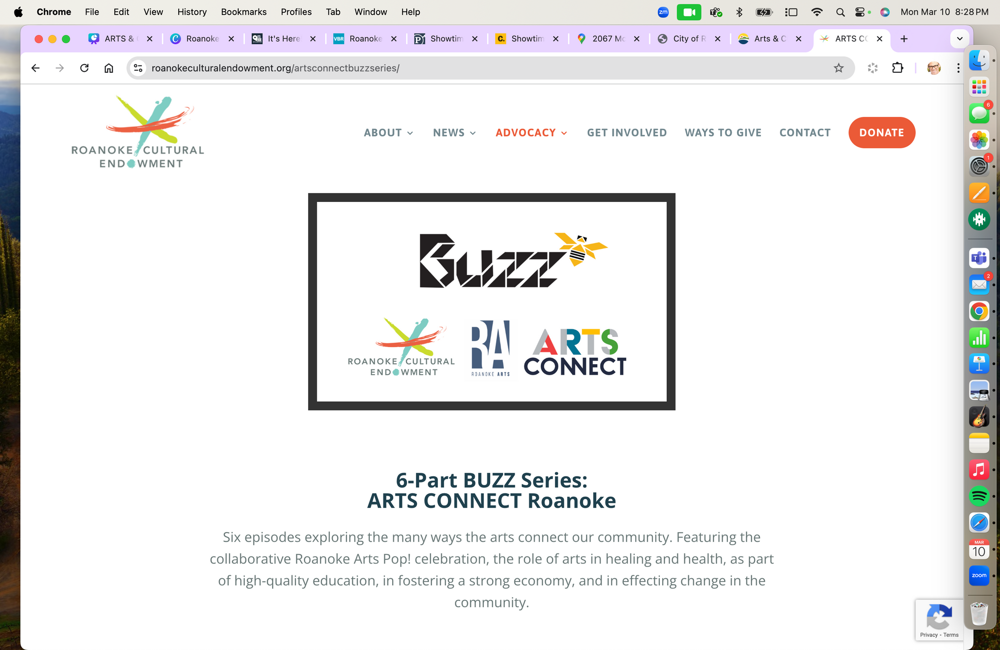 Chrome File Edit View History Bookmarks Profiles Tab Window Help zm Mon Mar 10 8:28 PM
ARTS & Roanoke It's Here VBR Roanoke Showtim C. Showtim 2067 City of R Arts & C ARTS CO
roanokeculturalendowment.org/artsconnectbuzzseries/
ROANOKE CULTURAL
ENDOWMENT
ABOUT NEWS ADVOCACY GET INVOLVED WAYS TO GIVE CONTACT DONATE
BUZZ
ROANOKE CULTURAL
ENDOWMENT
RA
ROANOKE ARTS
ARTS
CONNECT
6-Part BUZZ Series:
ARTS CONNECT Roanoke
Six episodes exploring the many ways the arts connect our community. Featuring the
collaborative Roanoke Arts Pop! celebration, the role of arts in healing and health, as part
of high-quality education, in fostering a strong economy, and in effecting change in the
community.
Privacy - Terms
6
1
2
MAR
10
zoom